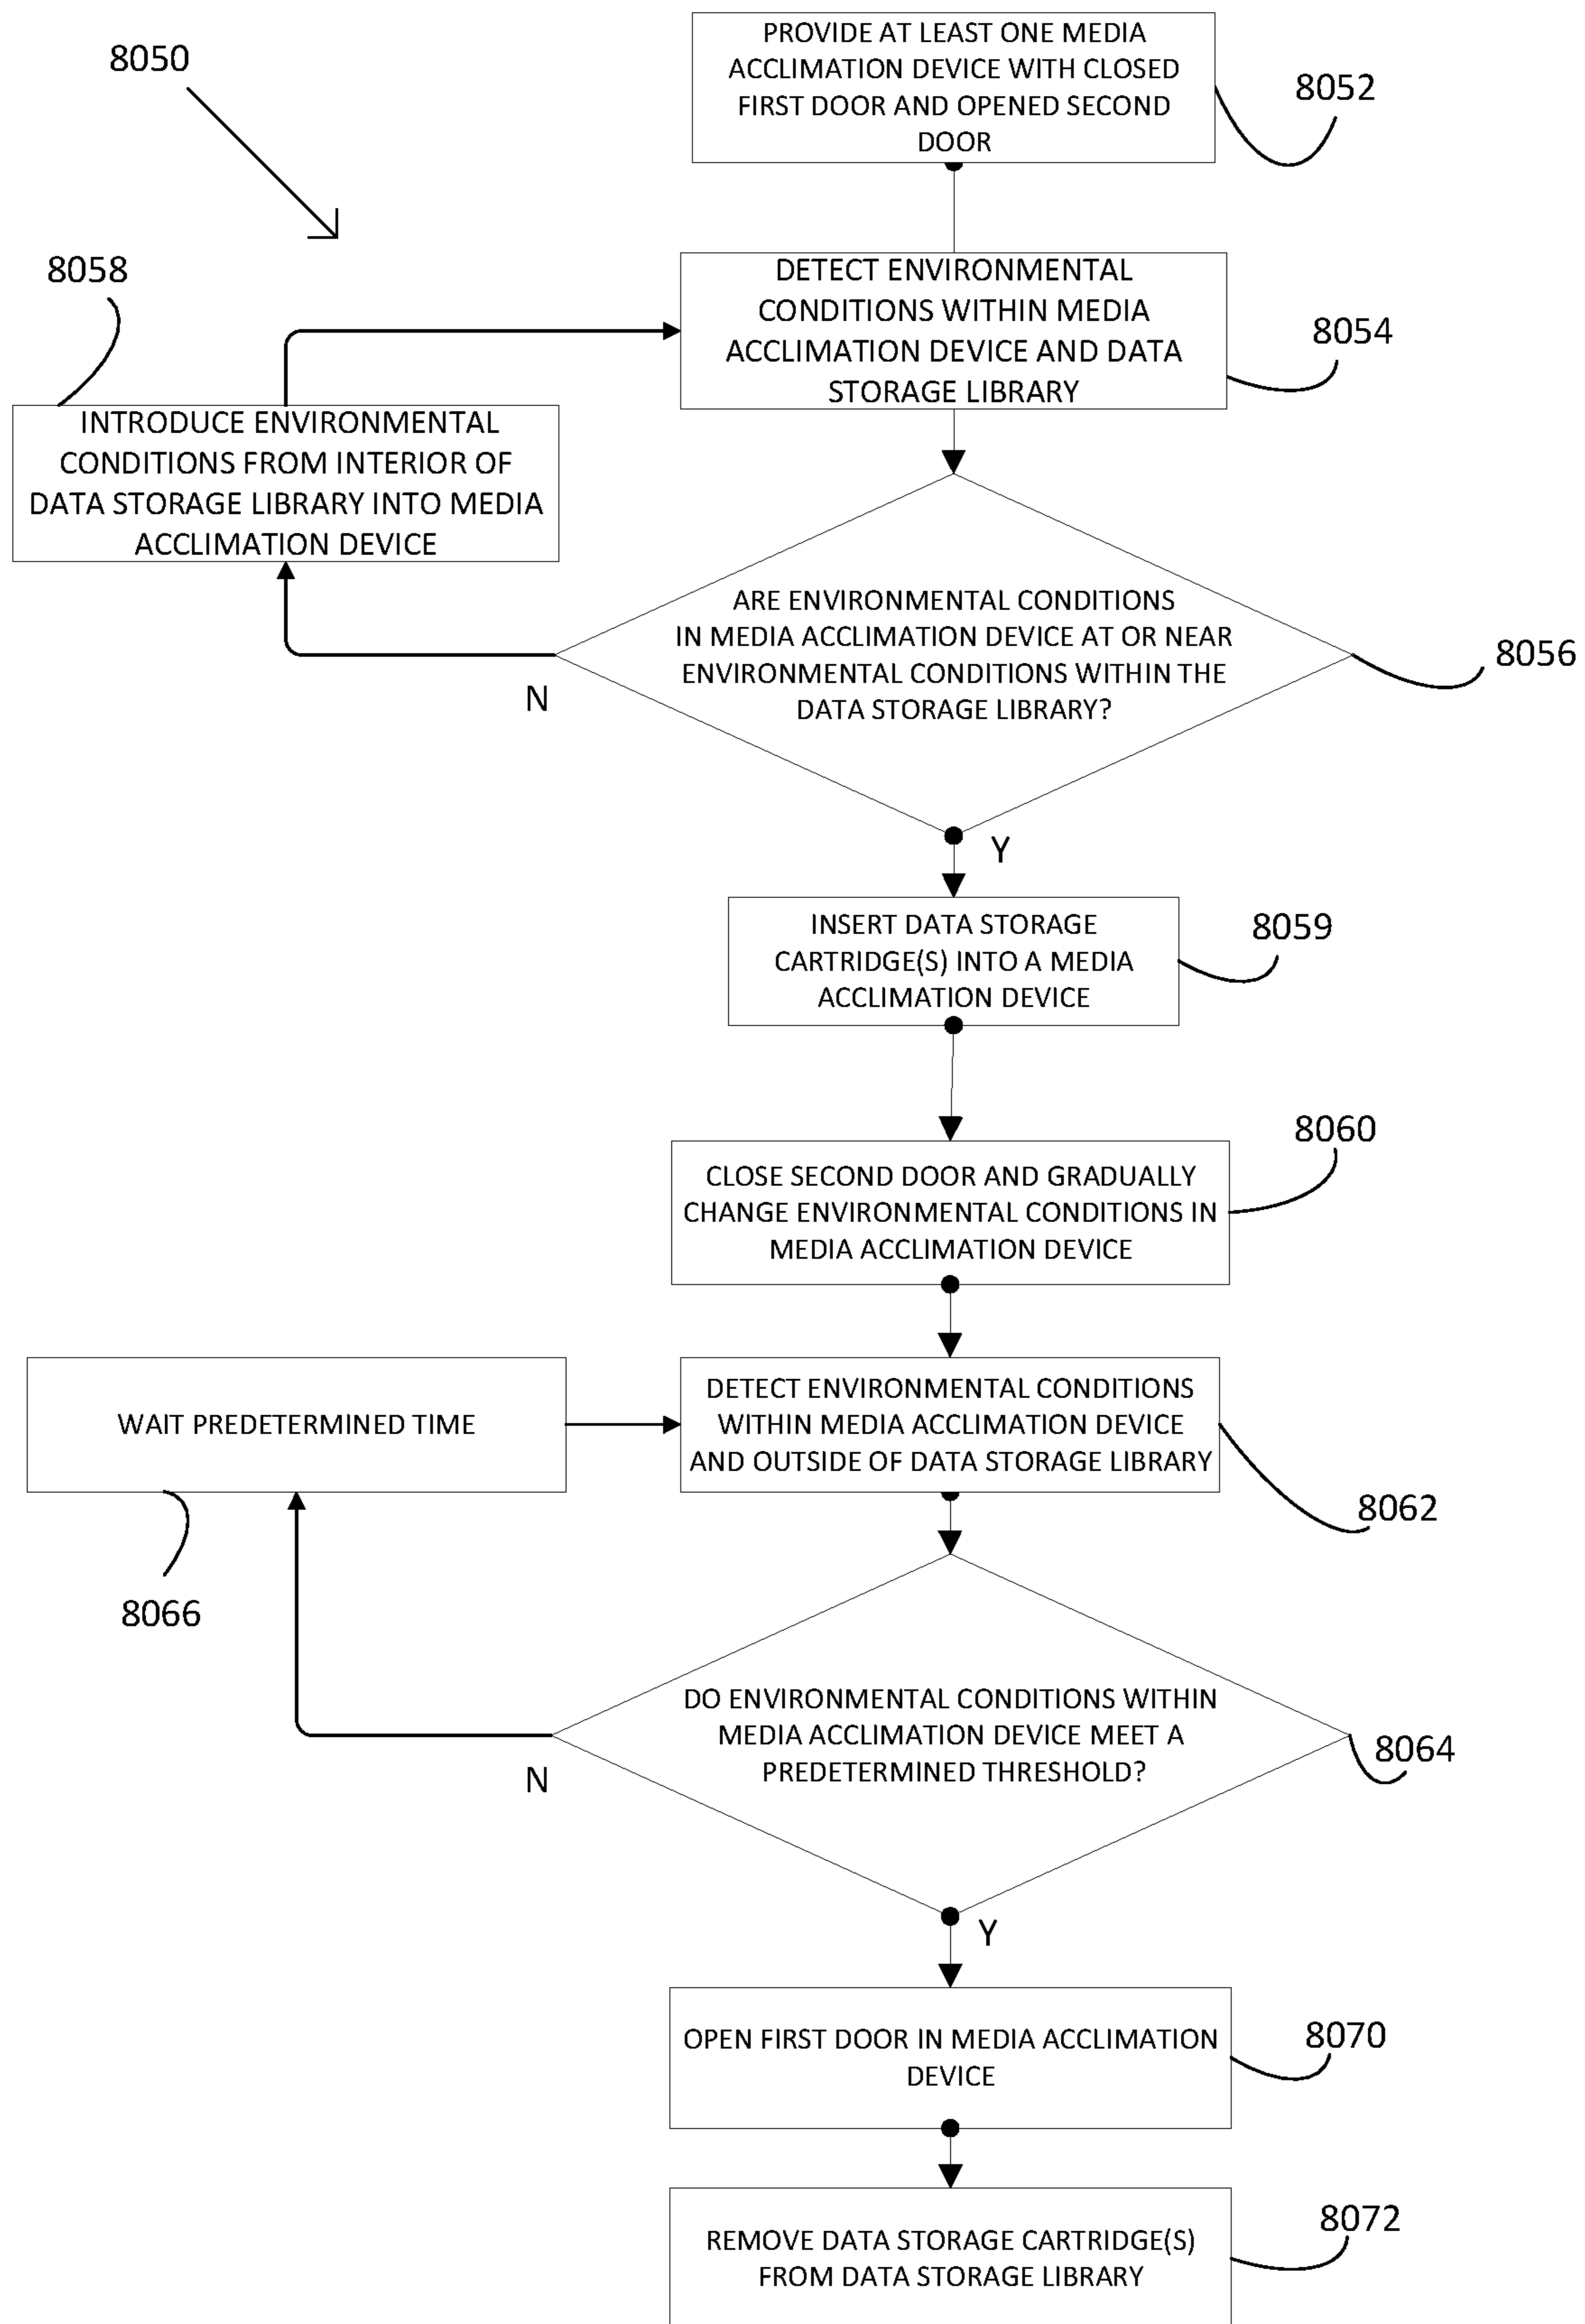 8050
PROVIDE AT LEAST ONE MEDIA
ACCLIMATION DEVICE WITH CLOSED
FIRST DOOR AND OPENED SECOND
DOOR
8052
8058
DETECT ENVIRONMENTAL
CONDITIONS WITHIN MEDIA
ACCLIMATION DEVICE AND DATA
STORAGE LIBRARY
8054
INTRODUCE ENVIRONMENTAL
CONDITIONS FROM INTERIOR OF
DATA STORAGE LIBRARY INTO MEDIA
ACCLIMATION DEVICE
ARE ENVIRONMENTAL CONDITIONS
IN MEDIA ACCLIMATION DEVICE AT OR NEAR
ENVIRONMENTAL CONDITIONS WITHIN THE
DATA STORAGE LIBRARY?
8056
N
Y
INSERT DATA STORAGE
CARTRIDGE(S) INTO A MEDIA
ACCLIMATION DEVICE
8059
CLOSE SECOND DOOR AND GRADUALLY
CHANGE ENVIRONMENTAL CONDITIONS IN
MEDIA ACCLIMATION DEVICE
8060
WAIT PREDETERMINED TIME
DETECT ENVIRONMENTAL CONDITIONS
WITHIN MEDIA ACCLIMATION DEVICE
AND OUTSIDE OF DATA STORAGE LIBRARY
8062
8066
DO ENVIRONMENTAL CONDITIONS WITHIN
MEDIA ACCLIMATION DEVICE MEET A
PREDETERMINED THRESHOLD?
8064
N
Y
OPEN FIRST DOOR IN MEDIA ACCLIMATION
DEVICE
8070
REMOVE DATA STORAGE CARTRIDGE(S)
FROM DATA STORAGE LIBRARY
8072